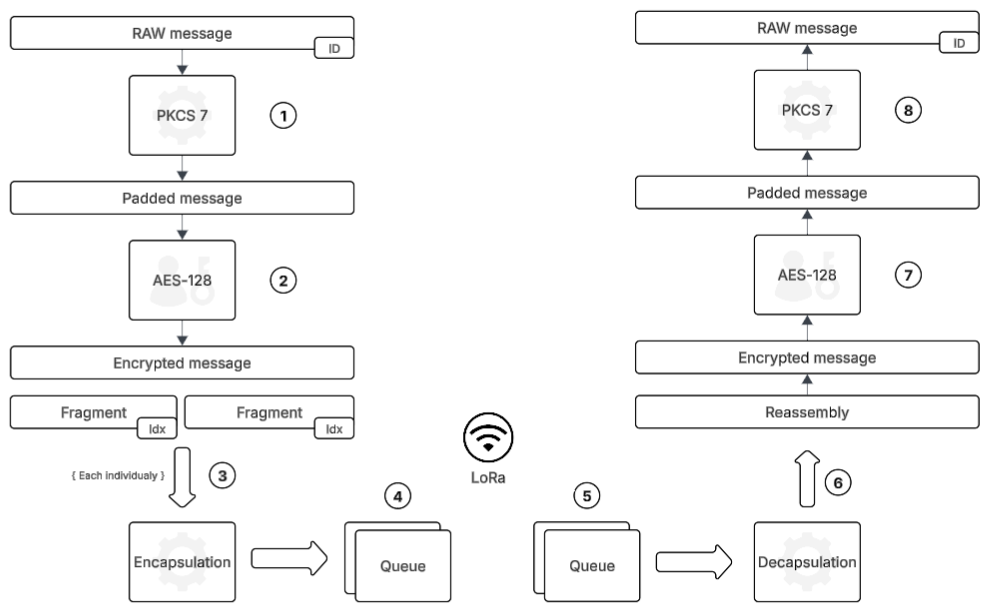 RAW message
ID
PKCS 7
1
Padded message
AES-128
2
Encrypted message
Fragment
Idx
Fragment
Idx
{ Each individualy }
3
Encapsulation
4
Queue
LoRa
5
Queue
Decapsulation
6
Reassembly
Encrypted message
AES-128
7
Padded message
PKCS 7
8
RAW message
ID